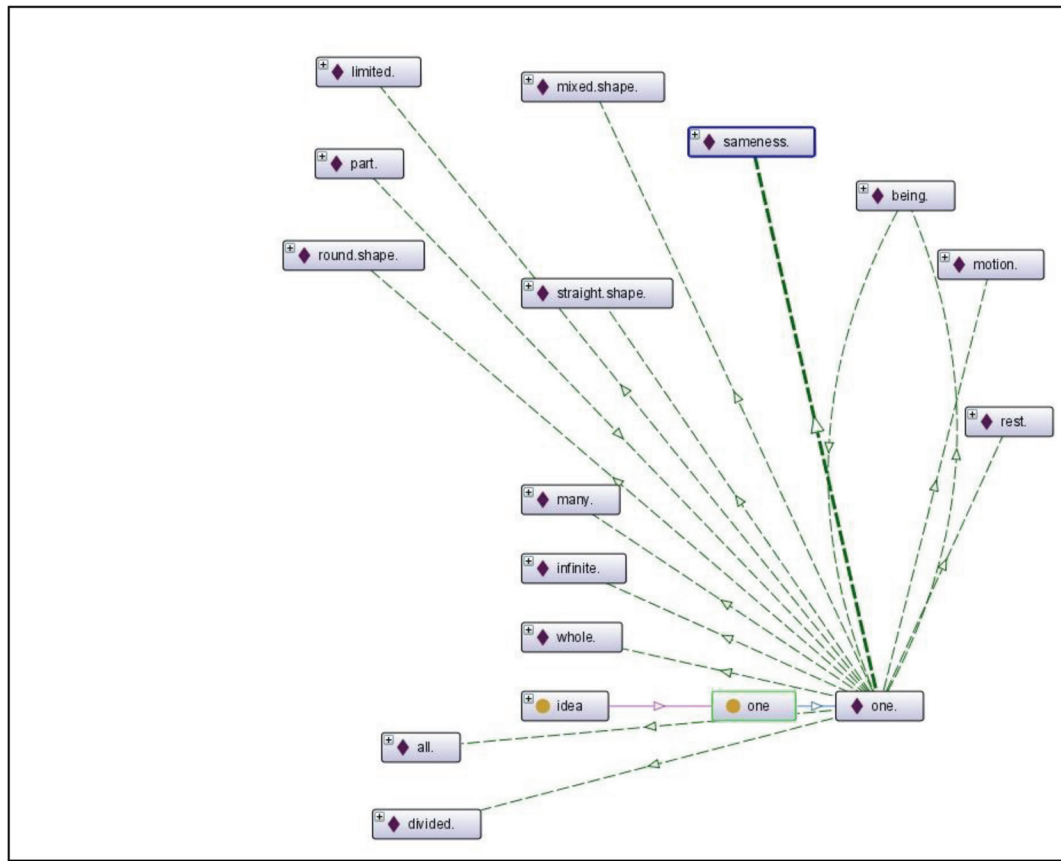 limited.
mixed.shape.
sameness.
part.
being.
round.shape.
motion.
straight.shape.
rest.
many.
infinite.
whole.
idea
one
one.
all.
divided.